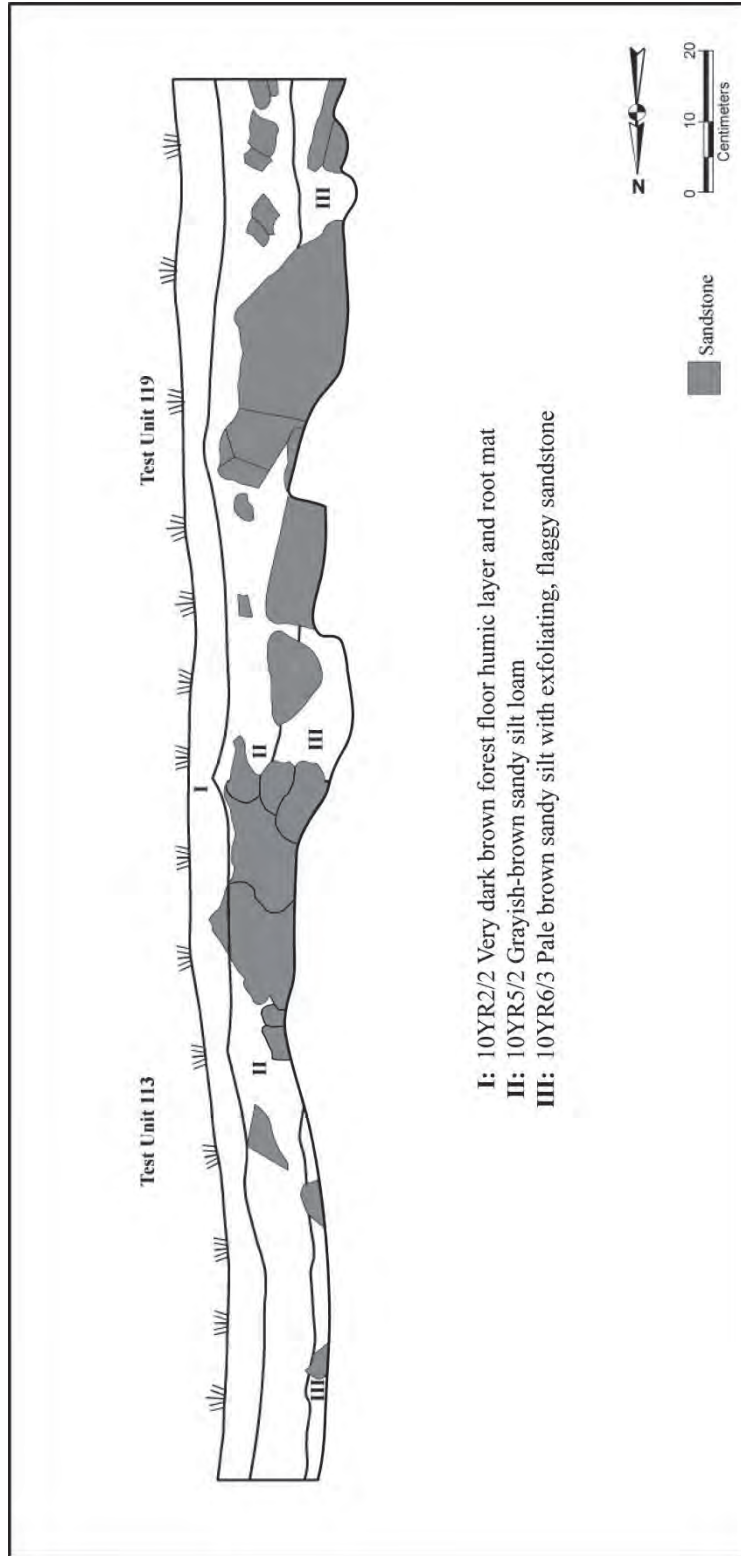 Test Unit 113
Test Unit 119
I
II
II
III
III
III
I: 10YR2/2 Very dark brown forest floor humic layer and root mat
II: 10YR5/2 Grayish-brown sandy silt loam
III: 10YR6/3 Pale brown sandy silt with exfoliating, flaggy sandstone
Sandstone
N
0 10 20
Centimeters